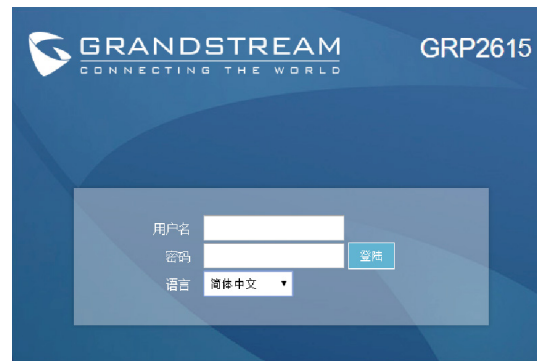 GRANDSTREAM
CONNECTING THE WORLD
GRP2615
用户名
密码
登陆
语言
简体中文